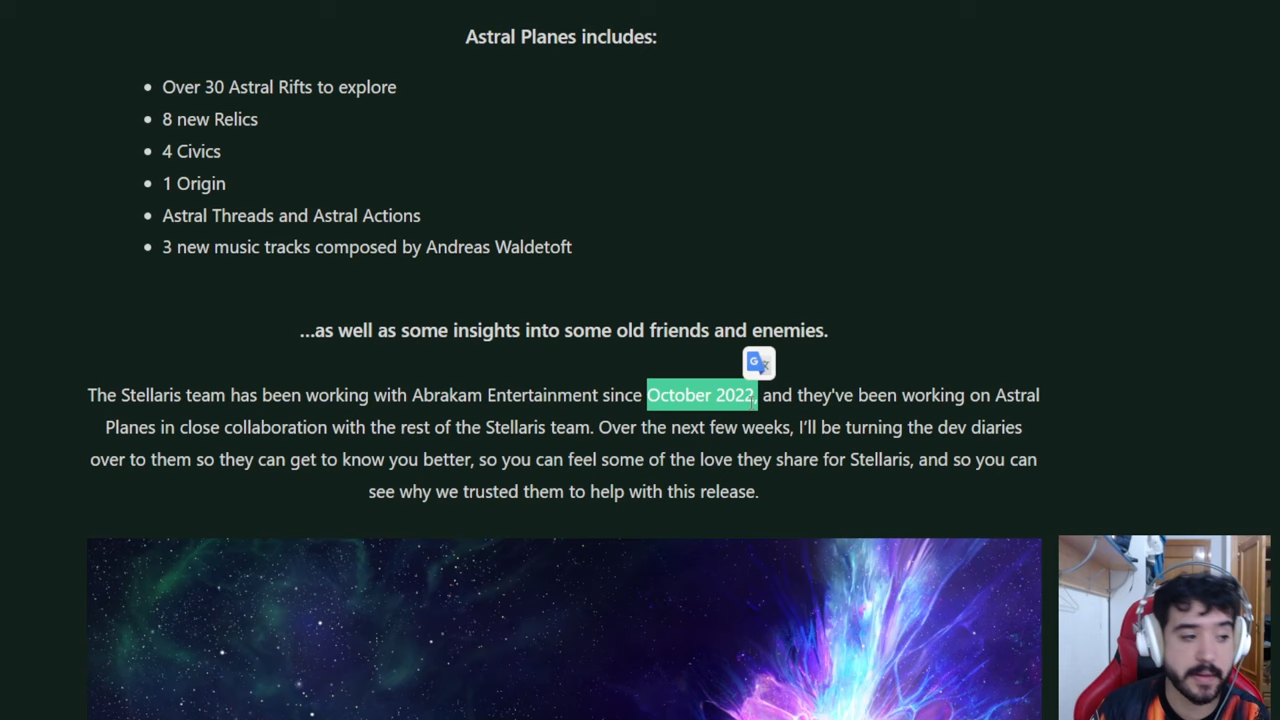 Astral Planes includes:
• Over 30 Astral Rifts to explore
• 8 new Relics
• 4 Civics
• 1 Origin
• Astral Threads and Astral Actions
• 3 new music tracks composed by Andreas Waldetoft
…as well as some insights into some old friends and enemies.
The Stellaris team has been working with Abrakam Entertainment since October 2022, and they've been working on Astral
Planes in close collaboration with the rest of the Stellaris team. Over the next few weeks, I’ll be turning the dev diaries
over to them so they can get to know you better, so you can feel some of the love they share for Stellaris, and so you can
see why we trusted them to help with this release.